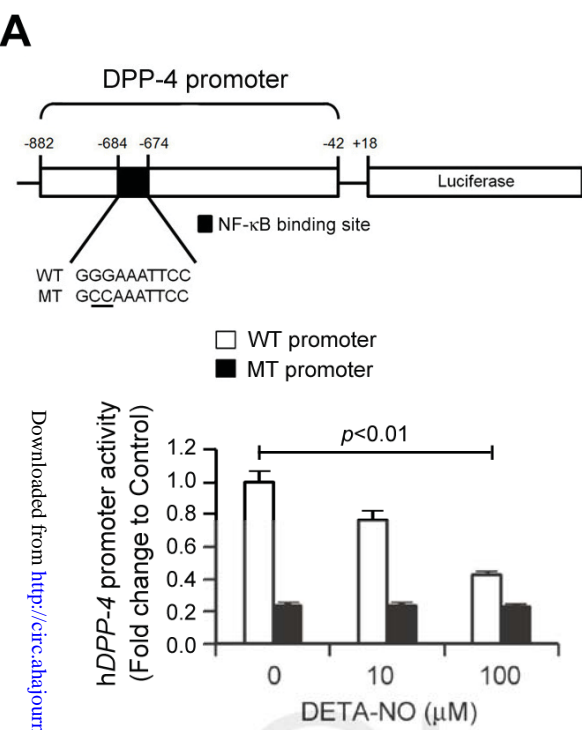 A
DPP-4 promoter
-882 -684 -674 -42 +18
Luciferase
NF-κB binding site
WT GGGAAATTCC
MT GCCAAATTCC
WT promoter
MT promoter
p<0.01
hDPP-4 promoter activity
(Fold change to Control)
1.2
1.0
0.8
0.6
0.4
0.2
0.0
0 10 100
DETA-NO (μM)
Downloaded from http://circ.ahajourn